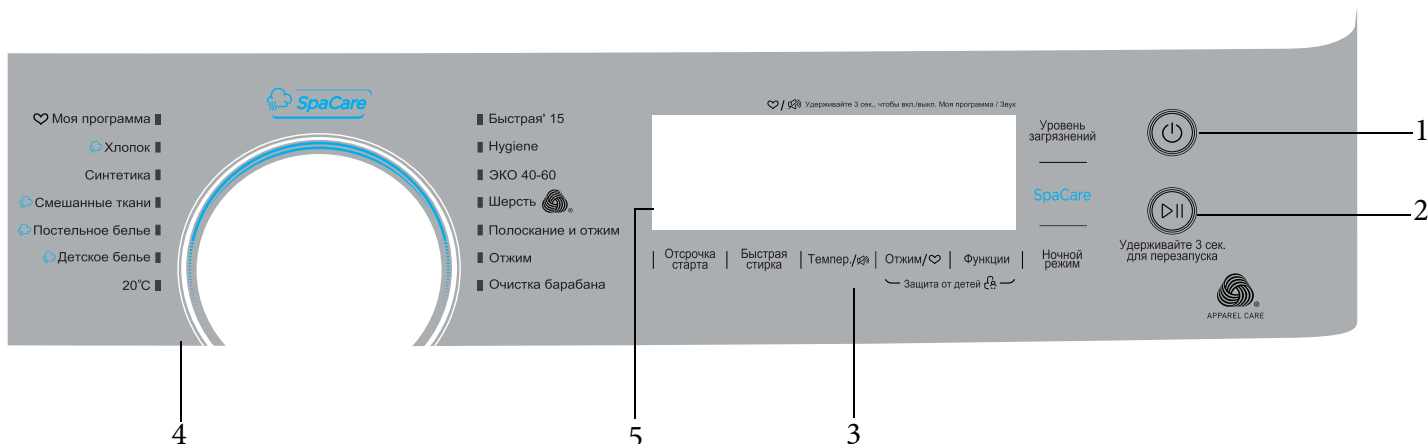 SpaCare
Моя программа
Хлопок
Синтетика
Смешанные ткани
Постельное белье
Детское белье
20°C
Быстрая' 15
Hygiene
ЭКО 40-60
Шерсть
Полоскание и отжим
Отжим
Очистка барабана
/ Удерживайте 3 сек., чтобы вкл./выкл. Моя программа / Звук
Отсрочка
старта
Быстрая
стирка
Темпер./
Отжим/
Функции
Защита от детей
Уровень
загрязнений
SpaCare
Ночной
режим
Удерживайте 3 сек.
для перезапуска
APPAREL CARE
1
2
4
5
3